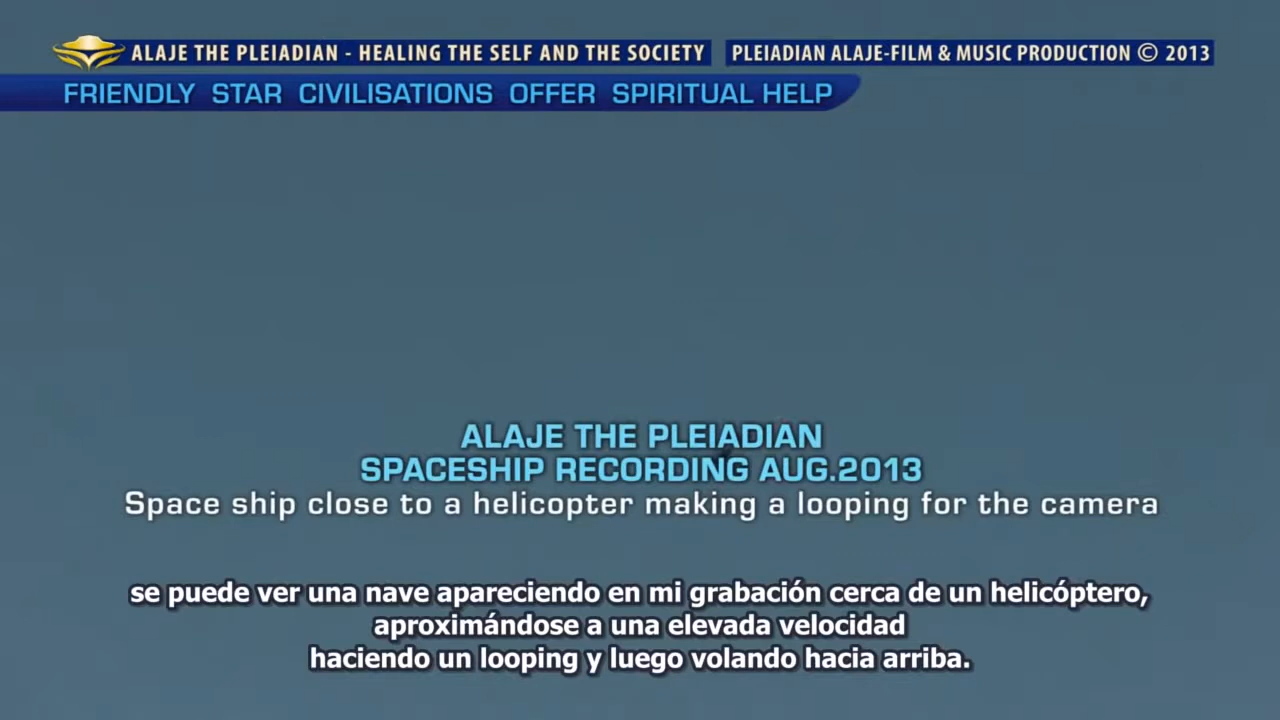 ALAJE THE PLEIADIAN - HEALING THE SELF AND THE SOCIETY
PLEIADIAN ALAJE-FILM & MUSIC PRODUCTION © 2013
FRIENDLY STAR CIVILISATIONS OFFER SPIRITUAL HELP
ALAJE THE PLEIADIAN
SPACESHIP RECORDING AUG.2013
Space ship close to a helicopter making a looping for the camera
se puede ver una nave apareciendo en mi grabación cerca de un helicóptero,
aproximándose a una elevada velocidad
haciendo un looping y luego volando hacia arriba.